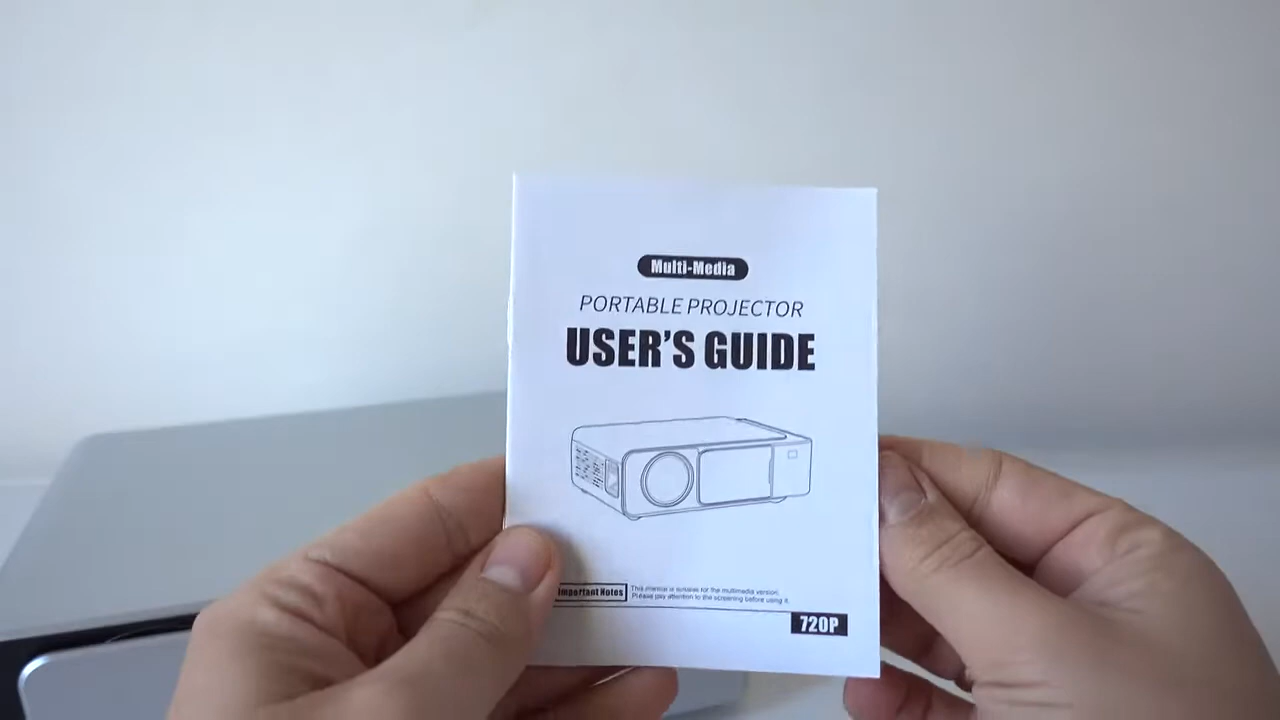 Multi-Media
PORTABLE PROJECTOR
USER'S GUIDE
Important Notes
This manual is suitable for the multimedia version.
Please pay attention to the screening before using it.
720P